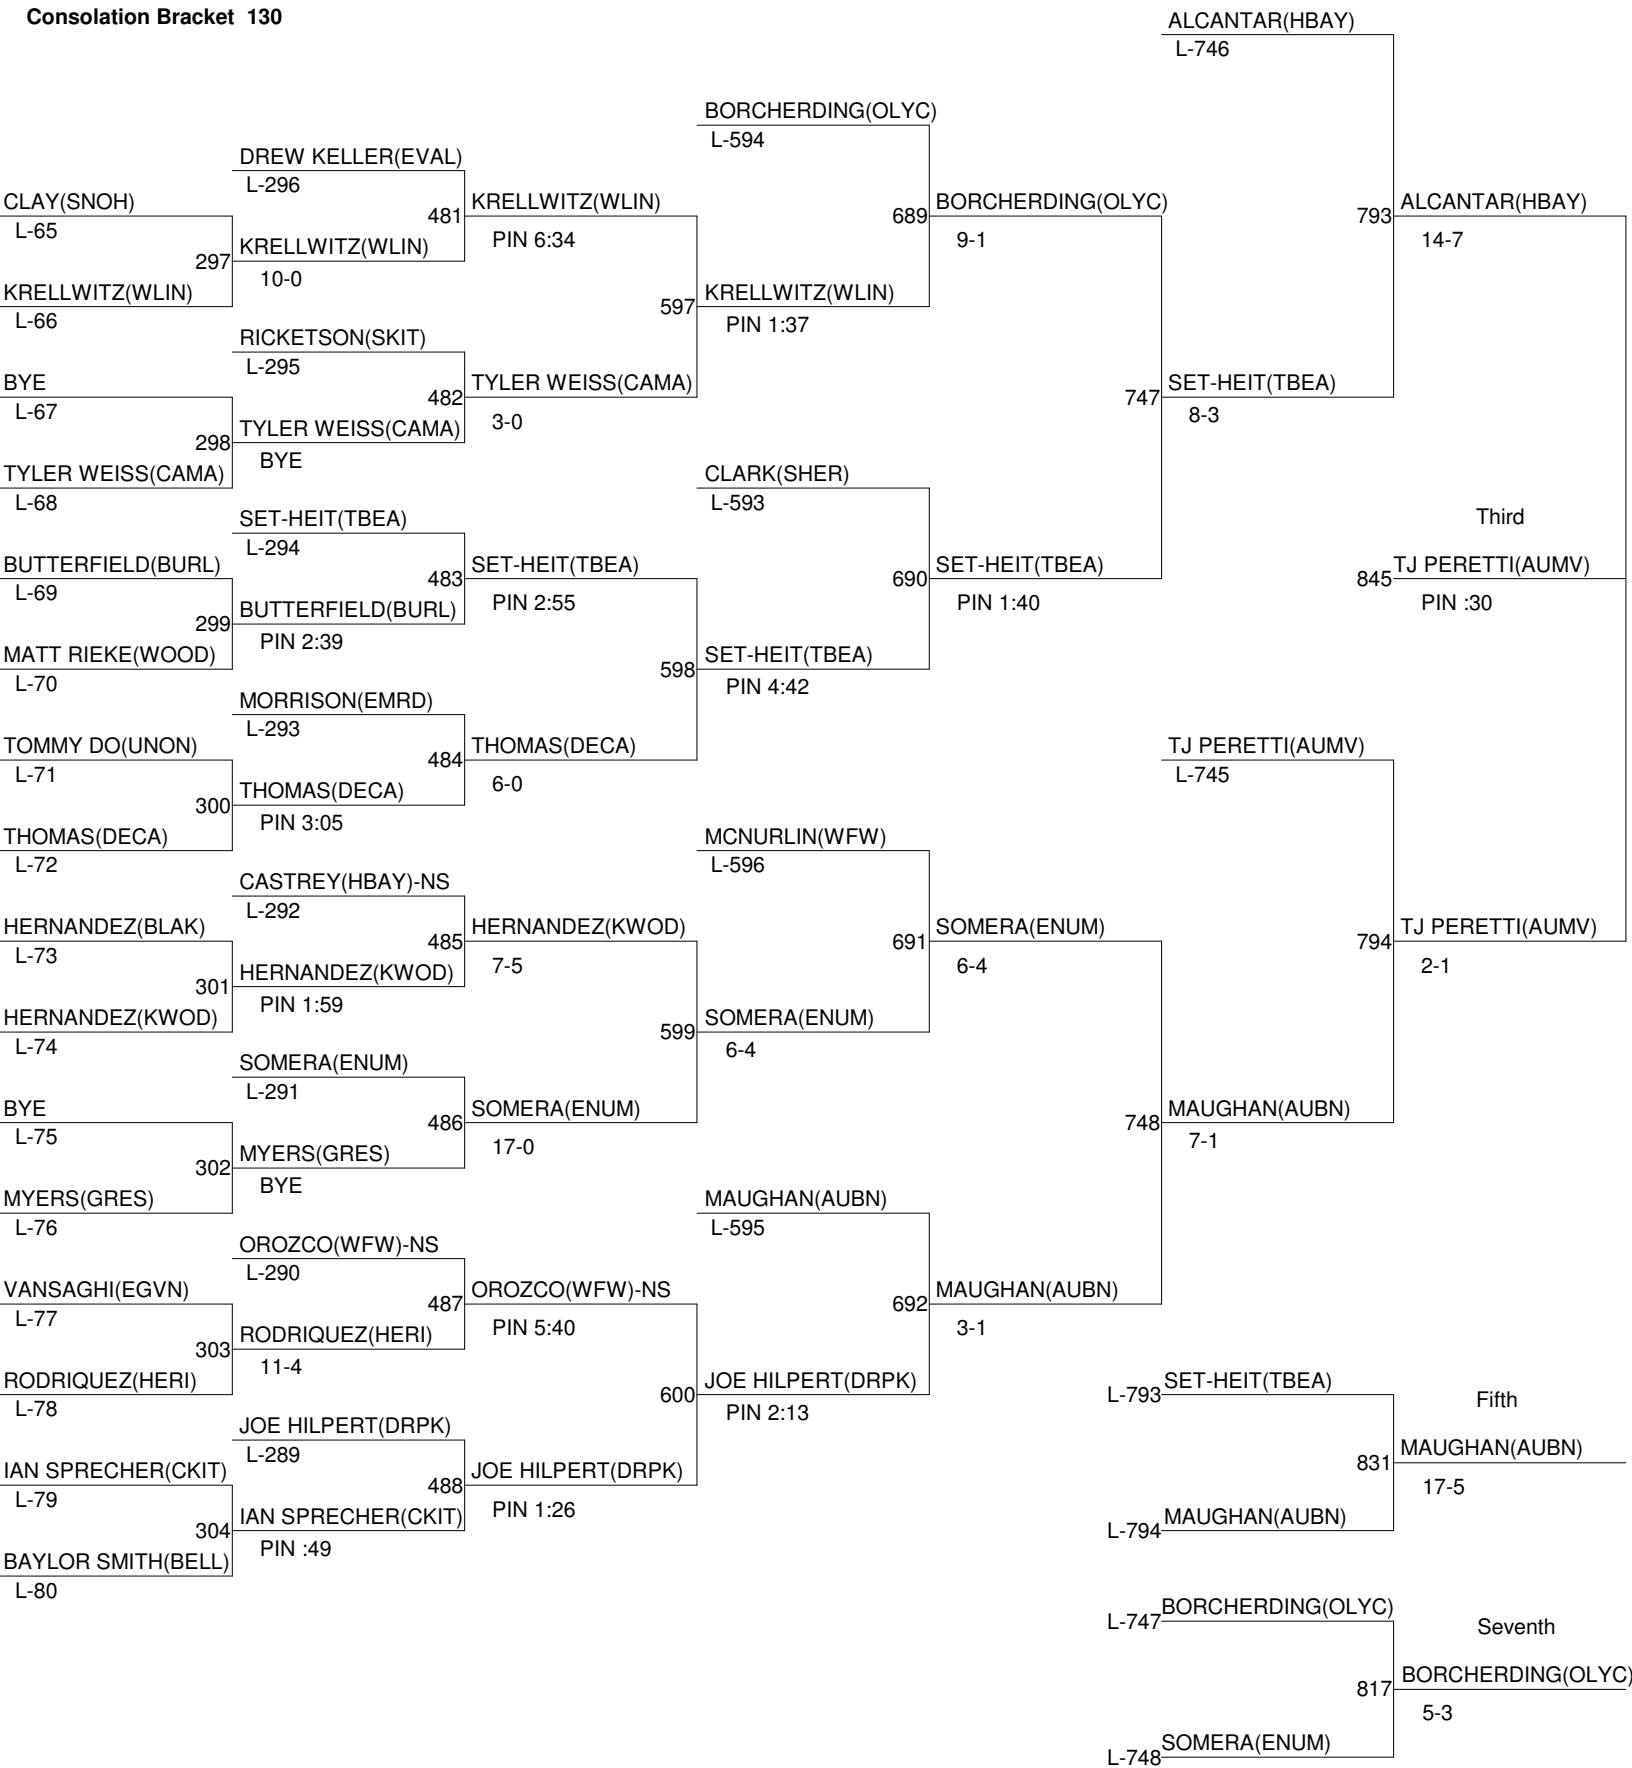 Consolation Bracket 130
CLAY(SNOH)
L-65
297
KRELLWITZ(WLIN)
L-66
BYE
L-67
298
TYLER WEISS(CAMA)
L-68
BUTTERFIELD(BURL)
L-69
299
MATT RIEKE(WOOD)
L-70
TOMMY DO(UNON)
L-71
300
THOMAS(DECA)
L-72
HERNANDEZ(BLAK)
L-73
301
HERNANDEZ(KWOD)
L-74
BYE
L-75
302
MYERS(GRES)
L-76
VANSAGHI(EGVN)
L-77
303
RODRIQUEZ(HERI)
L-78
IAN SPRECHER(CKIT)
L-79
304
BAYLOR SMITH(BELL)
L-80
DREW KELLER(EVAL)
L-296
481
KRELLWITZ(WLIN)
10-0
RICKETSON(SKIT)
L-295
482
TYLER WEISS(CAMA)
BYE
SET-HEIT(TBEA)
L-294
483
BUTTERFIELD(BURL)
PIN 2:39
MORRISON(EMRD)
L-293
484
THOMAS(DECA)
PIN 3:05
CASTREY(HBAY)-NS
L-292
485
HERNANDEZ(KWOD)
PIN 1:59
SOMERA(ENUM)
L-291
486
MYERS(GRES)
BYE
OROZCO(WFW)-NS
L-290
487
RODRIQUEZ(HERI)
11-4
JOE HILPERT(DRPK)
L-289
488
IAN SPRECHER(CKIT)
PIN :49
KRELLWITZ(WLIN)
PIN 6:34
597
TYLER WEISS(CAMA)
3-0
SET-HEIT(TBEA)
PIN 2:55
598
THOMAS(DECA)
6-0
HERNANDEZ(KWOD)
7-5
599
SOMERA(ENUM)
17-0
OROZCO(WFW)-NS
PIN 5:40
600
JOE HILPERT(DRPK)
PIN 1:26
BORCHERDING(OLYC)
L-594
689
KRELLWITZ(WLIN)
PIN 1:37
CLARK(SHER)
L-593
690
SET-HEIT(TBEA)
PIN 4:42
MCNURLIN(WFW)
L-596
691
SOMERA(ENUM)
6-4
MAUGHAN(AUBN)
L-595
692
JOE HILPERT(DRPK)
PIN 2:13
BORCHERDING(OLYC)
9-1
747
SET-HEIT(TBEA)
PIN 1:40
SOMERA(ENUM)
6-4
748
MAUGHAN(AUBN)
3-1
ALCANTAR(HBAY)
L-746
793
SET-HEIT(TBEA)
8-3
TJ PERETTI(AUMV)
L-745
794
MAUGHAN(AUBN)
7-1
ALCANTAR(HBAY)
14-7
Third
845
TJ PERETTI(AUMV)
PIN :30
TJ PERETTI(AUMV)
2-1
L-793
SET-HEIT(TBEA)
Fifth
831
MAUGHAN(AUBN)
17-5
L-794
MAUGHAN(AUBN)
L-747
BORCHERDING(OLYC)
Seventh
817
BORCHERDING(OLYC)
5-3
L-748
SOMERA(ENUM)